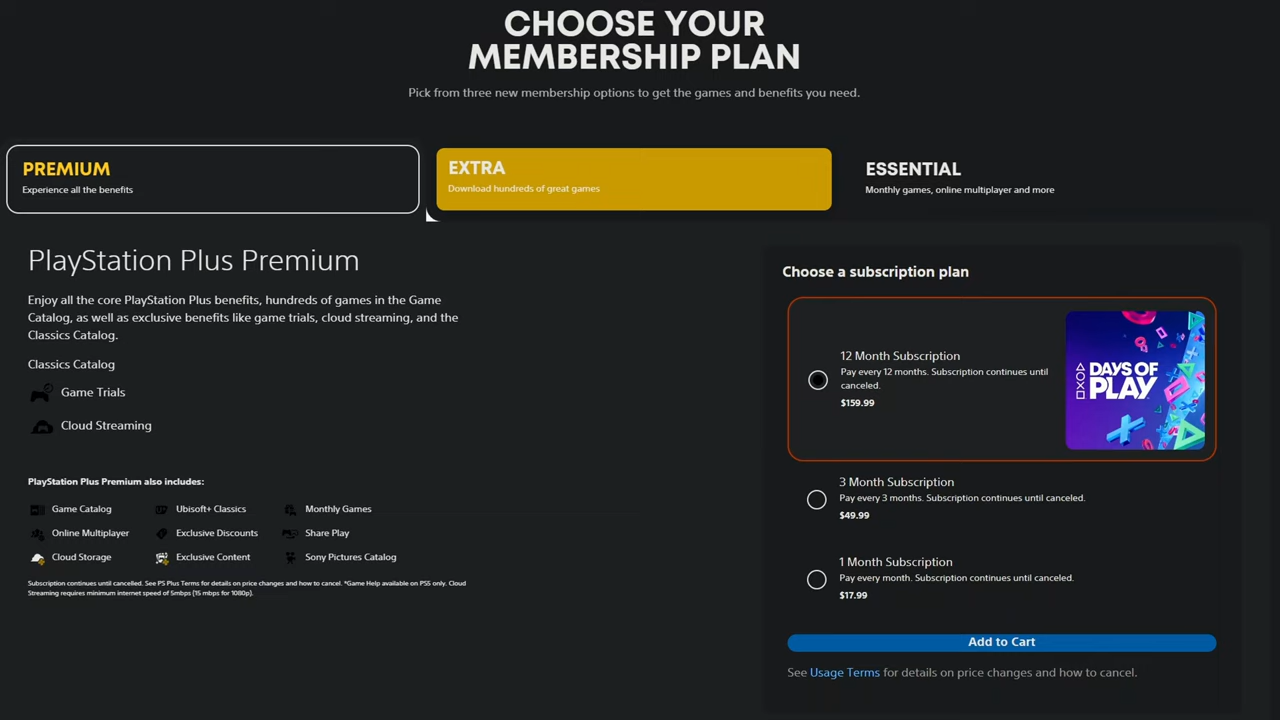 CHOOSE YOUR
MEMBERSHIP PLAN
Pick from three new membership options to get the games and benefits you need.
PREMIUM
Experience all the benefits
EXTRA
Download hundreds of great games
ESSENTIAL
Monthly games, online multiplayer and more
PlayStation Plus Premium
Enjoy all the core PlayStation Plus benefits, hundreds of games in the Game
Catalog, as well as exclusive benefits like game trials, cloud streaming, and the
Classics Catalog.
Classics Catalog
Game Trials
Cloud Streaming
PlayStation Plus Premium also includes:
Game Catalog
Ubisoft+ Classics
Monthly Games
Online Multiplayer
Exclusive Discounts
Share Play
Cloud Storage
Exclusive Content
Sony Pictures Catalog
Subscription continues until cancelled. See PS Plus Terms for details on price changes and how to cancel. *Game Help available on PS5 only. Cloud
Streaming requires minimum internet speed of 5mbps (15 mbps for 1080p).
Choose a subscription plan
12 Month Subscription
Pay every 12 months. Subscription continues until
canceled.
$159.99
DAYS OF
PLAY
3 Month Subscription
Pay every 3 months. Subscription continues until canceled.
$49.99
1 Month Subscription
Pay every month. Subscription continues until canceled.
$17.99
Add to Cart
See Usage Terms for details on price changes and how to cancel.